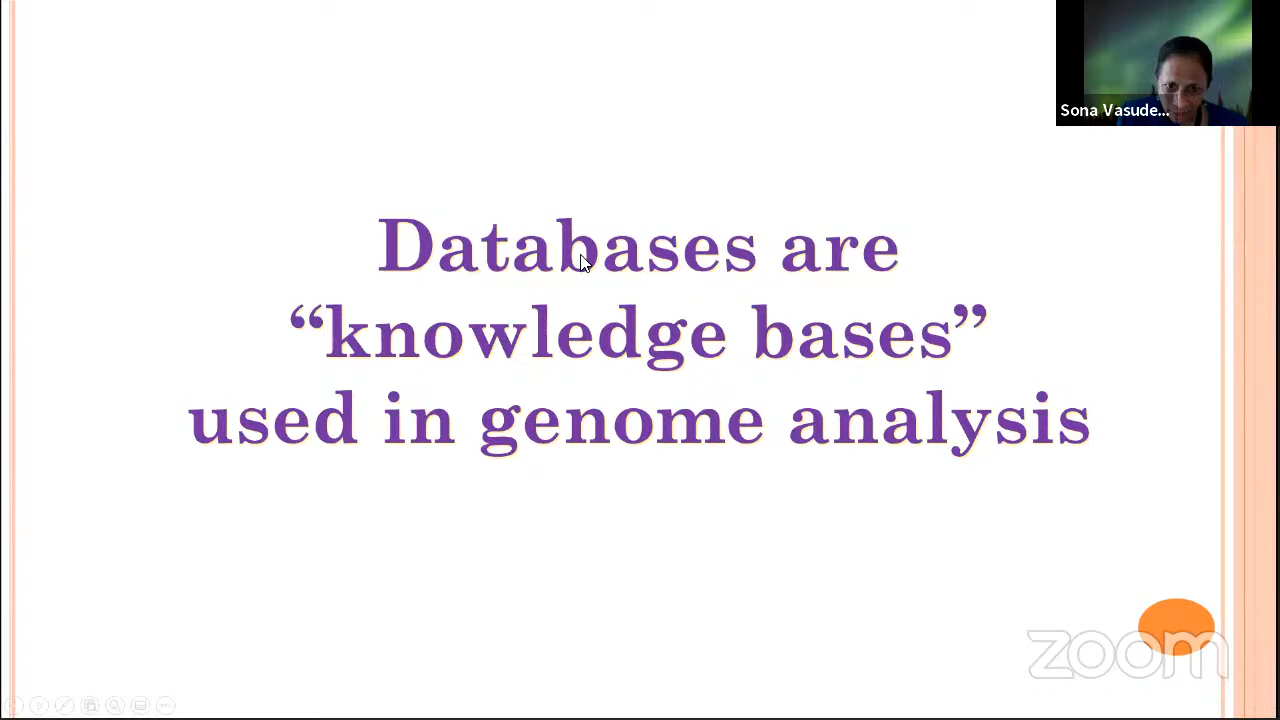 Sona Vasude...
Databases are
“knowledge bases”
used in genome analysis
zoom